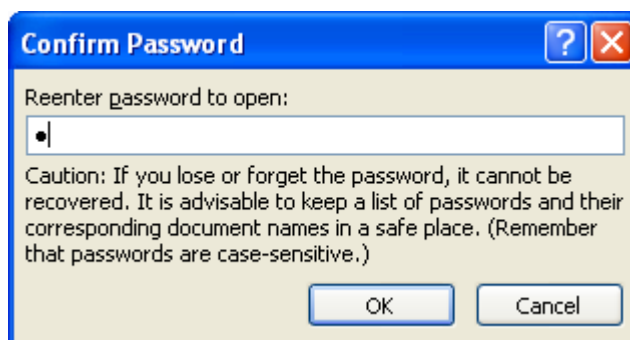 Confirm Password
Reenter password to open:
●
Caution: If you lose or forget the password, it cannot be
recovered. It is advisable to keep a list of passwords and their
corresponding document names in a safe place. (Remember
that passwords are case-sensitive.)
OK Cancel